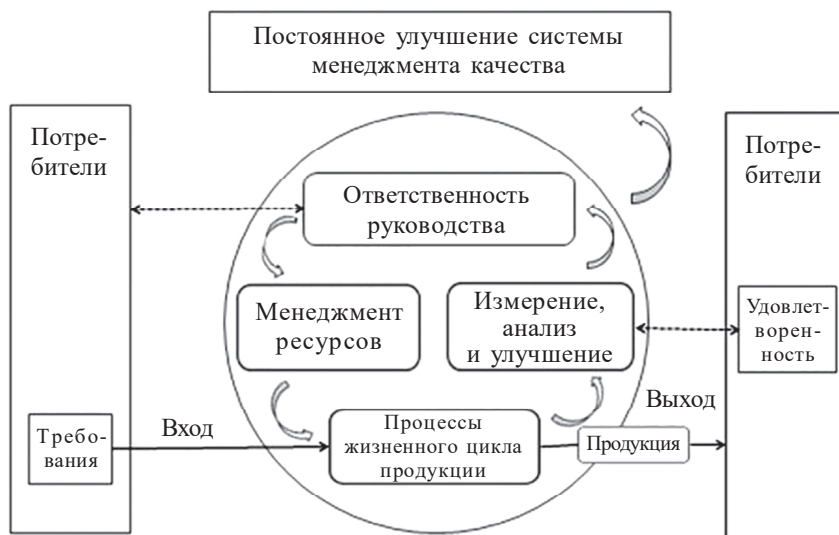 Постоянное улучшение системы
менеджмента качества
Потре-
бители
Потре-
бители
Ответственность
руководства
Менеджмент
ресурсов
Измерение,
анализ
и улучшение
Удовлет-
ворен-
ность
Требо-
вания
Вход
Процессы
жизненного цикла
продукции
Выход
Продукция